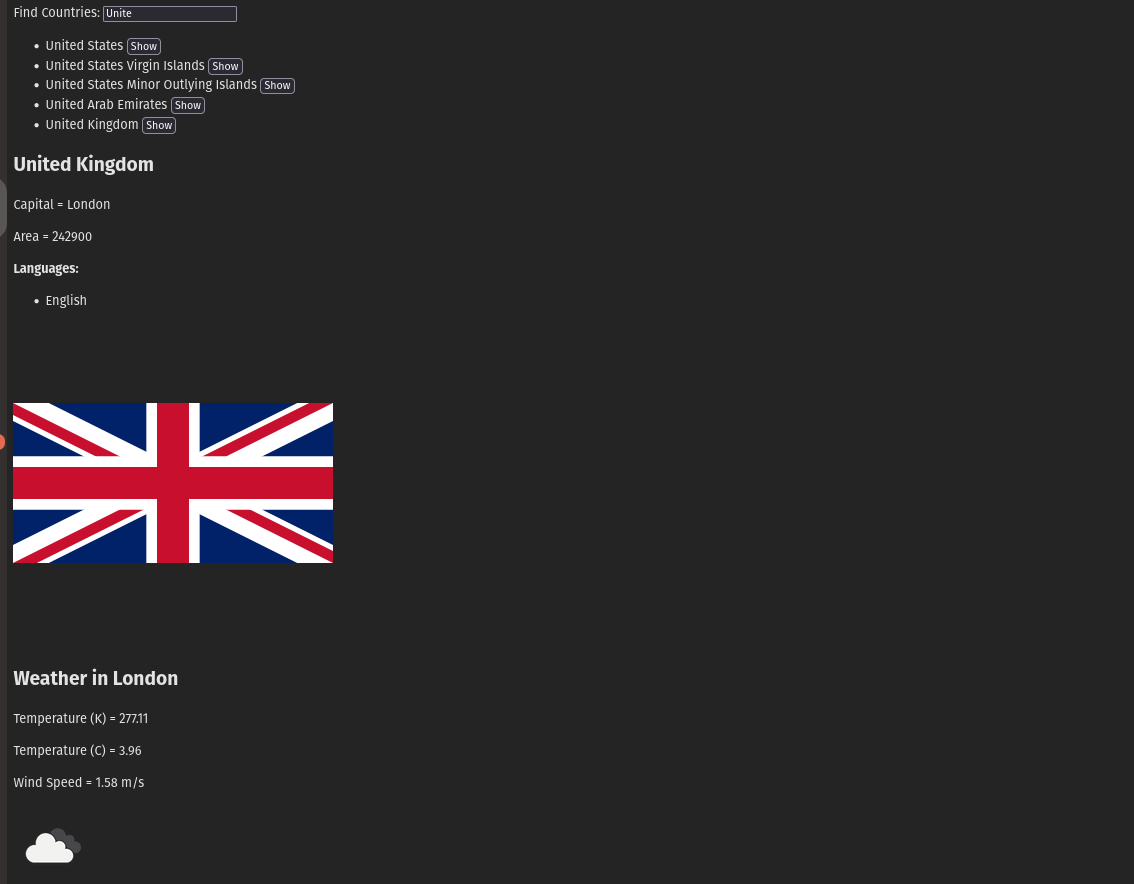 Find Countries: Unite
United States Show
United States Virgin Islands Show
United States Minor Outlying Islands Show
United Arab Emirates Show
United Kingdom Show
United Kingdom
Capital = London
Area = 242900
Languages:
English
Weather in London
Temperature (K) = 277.11
Temperature (C) = 3.96
Wind Speed = 1.58 m/s